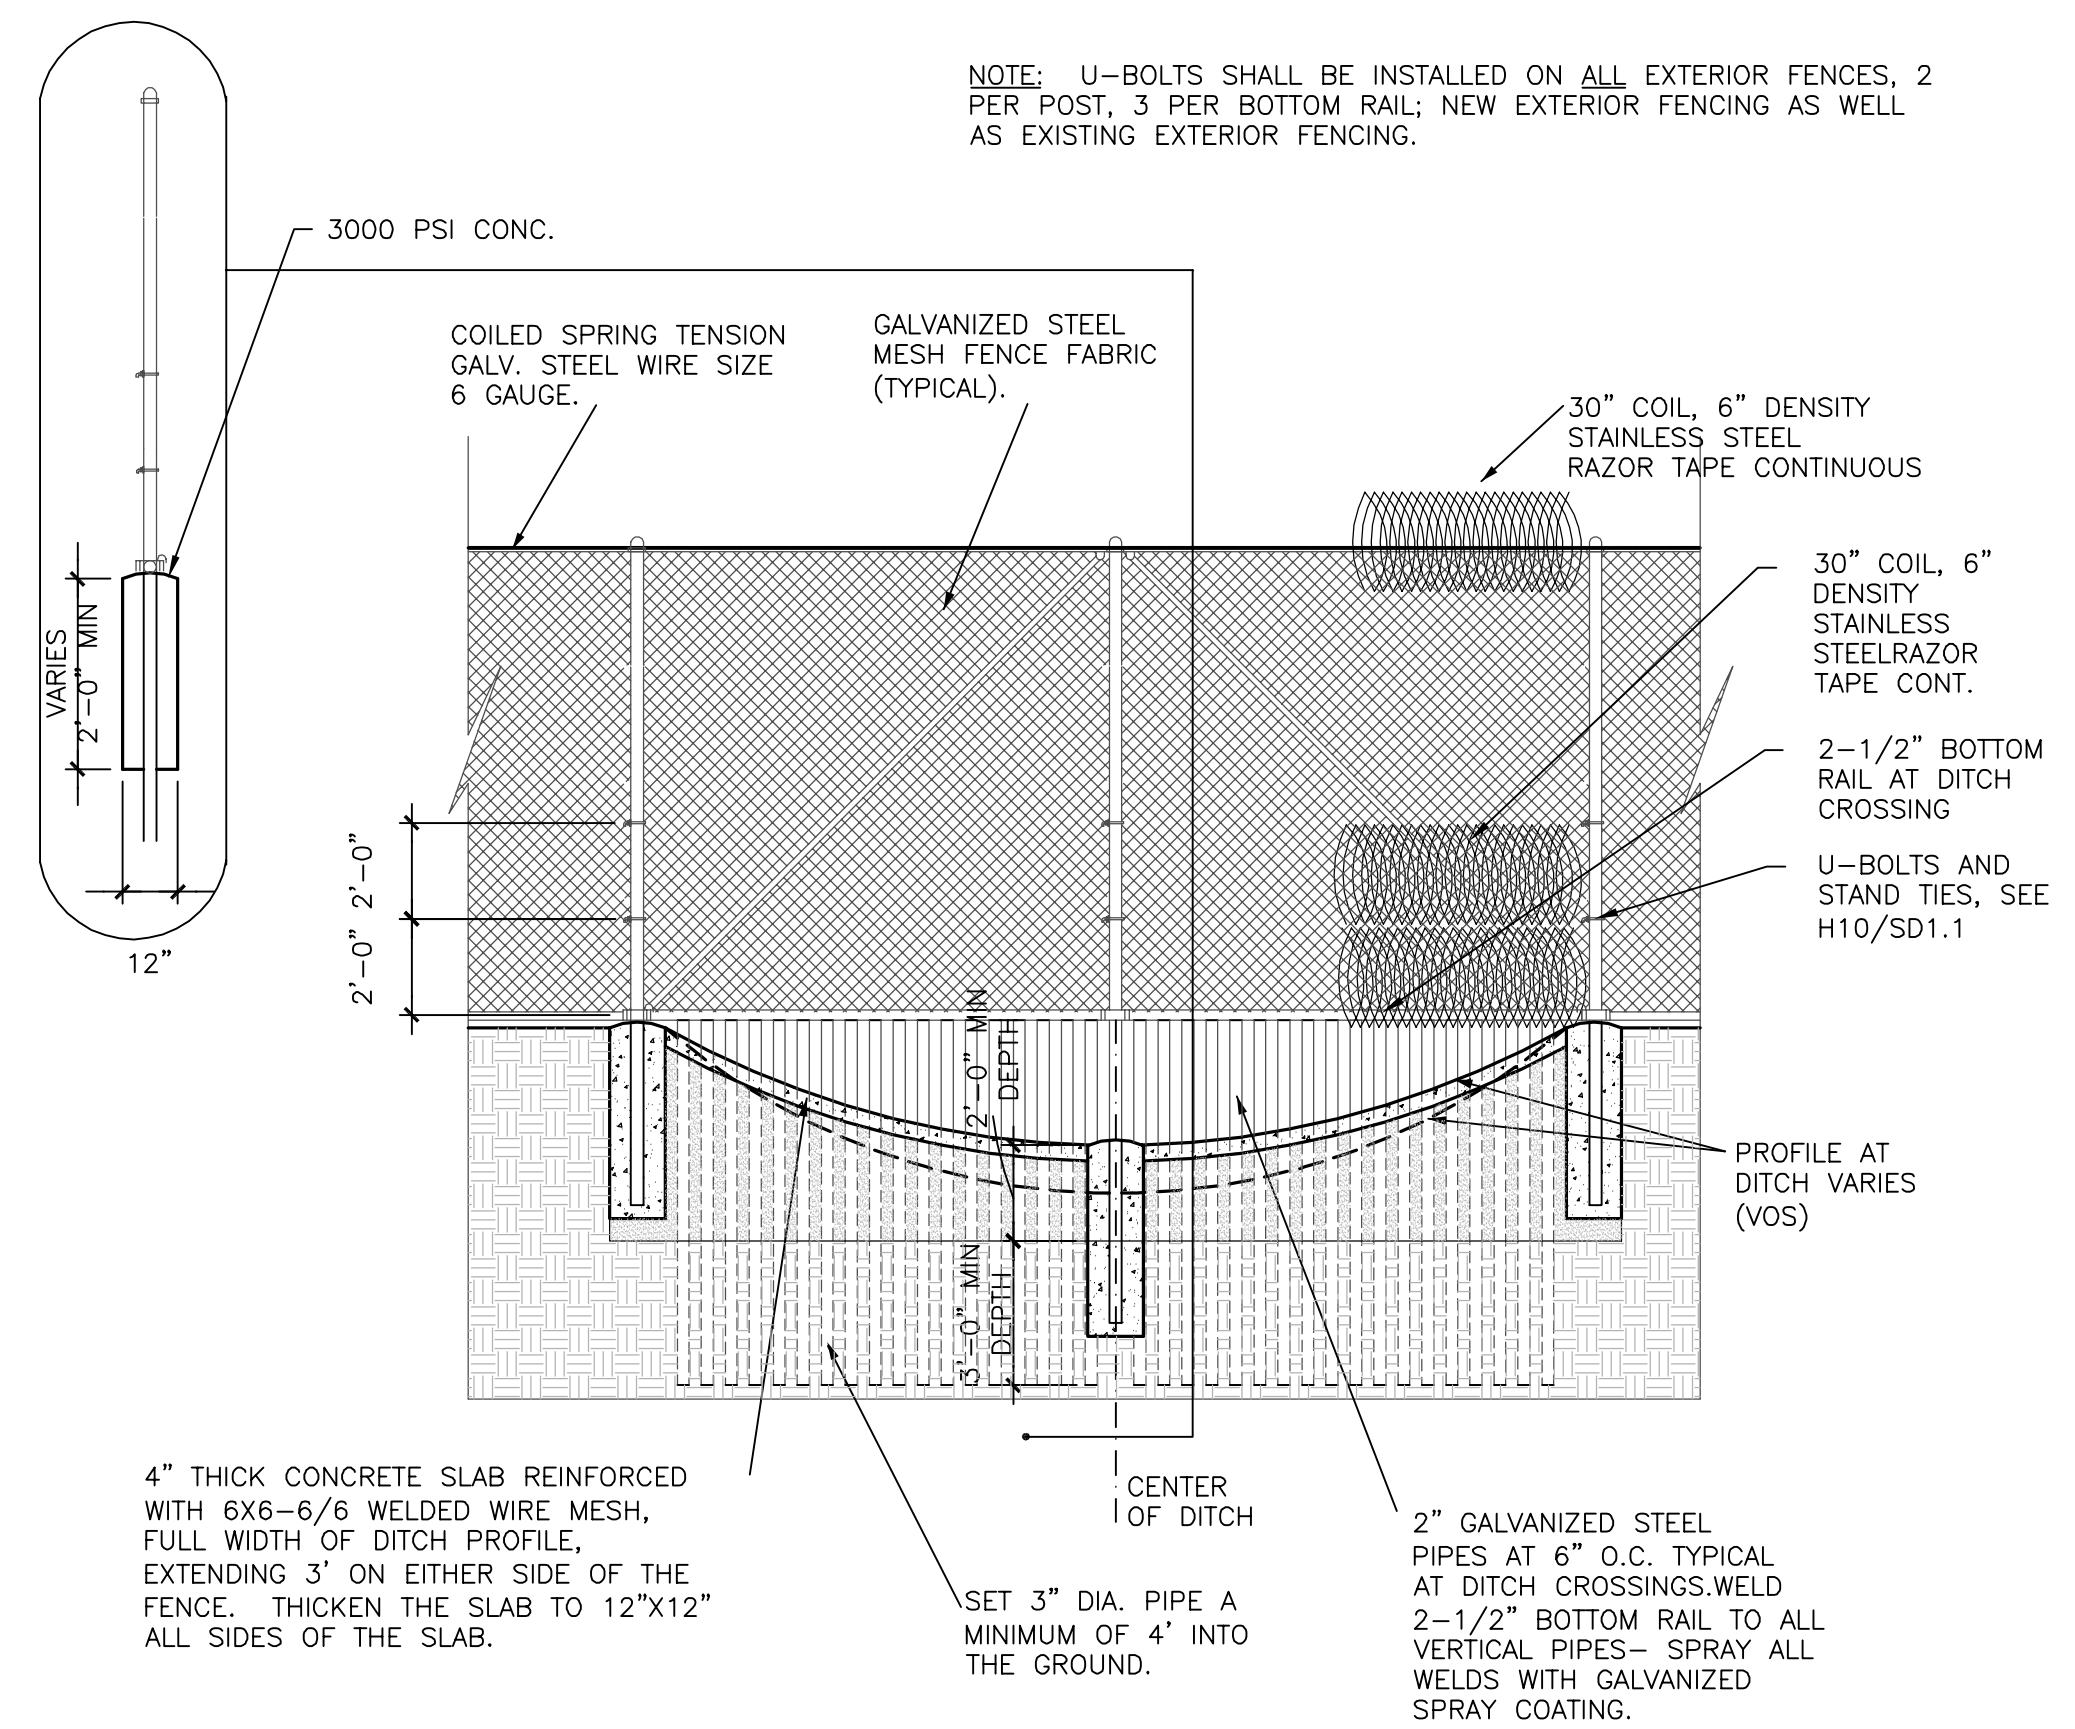 NOTE: U-BOLTS SHALL BE INSTALLED ON ALL EXTERIOR FENCES, 2
PER POST, 3 PER BOTTOM RAIL; NEW EXTERIOR FENCING AS WELL
AS EXISTING EXTERIOR FENCING.
3000 PSI CONC.
COILED SPRING TENSION
GALV. STEEL WIRE SIZE
6 GAUGE.
GALVANIZED STEEL
MESH FENCE FABRIC
(TYPICAL).
30" COIL, 6" DENSITY
STAINLESS STEEL
RAZOR TAPE CONTINUOUS
30" COIL, 6"
DENSITY
STAINLESS
STEELRAZOR
TAPE CONT.
2-1/2" BOTTOM
RAIL AT DITCH
CROSSING
U-BOLTS AND
STAND TIES, SEE
H10/SD1.1
VARIES
2'-0" MIN
12"
2'-0"
2'-0"
2'-0" MIN
DEPTH
3'-0" MIN
DEPTH
PROFILE AT
DITCH VARIES
(VOS)
CENTER
OF DITCH
4" THICK CONCRETE SLAB REINFORCED
WITH 6X6-6/6 WELDED WIRE MESH,
FULL WIDTH OF DITCH PROFILE,
EXTENDING 3' ON EITHER SIDE OF THE
FENCE. THICKEN THE SLAB TO 12"X12"
ALL SIDES OF THE SLAB.
SET 3" DIA. PIPE A
MINIMUM OF 4' INTO
THE GROUND.
2" GALVANIZED STEEL
PIPES AT 6" O.C. TYPICAL
AT DITCH CROSSINGS.WELD
2-1/2" BOTTOM RAIL TO ALL
VERTICAL PIPES- SPRAY ALL
WELDS WITH GALVANIZED
SPRAY COATING.